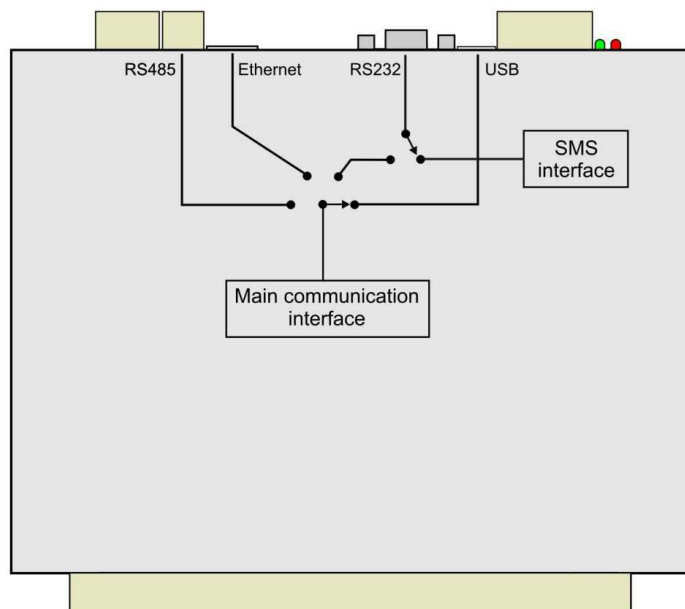 RS485
Ethernet
RS232
USB
SMS
interface
Main communication
interface